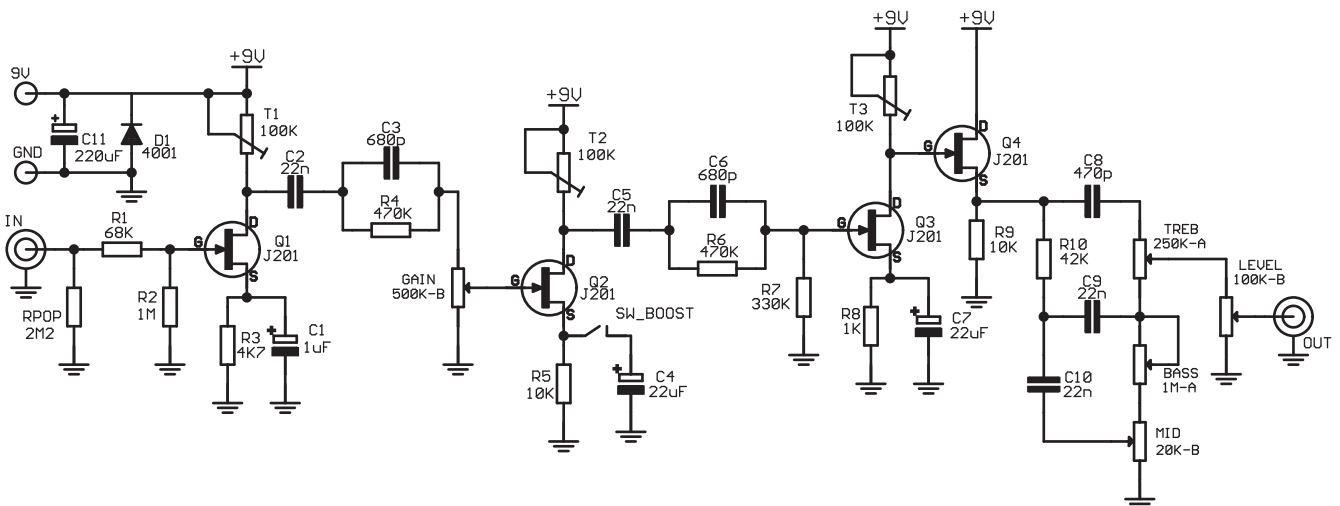 +9V
+9V
+9V
+9V
9V
T1
100K
C11
220uF
D1
4001
GND
C3
680p
C2
22n
R4
470K
T2
100K
C6
680p
C5
22n
R6
470K
T3
100K
G
D
S
Q4
J201
C8
470p
IN
R1
68K
G
D
S
Q1
J201
RPOP
2M2
R2
1M
R3
4K7
C1
1uF
GAIN
500K-B
G
D
S
Q2
J201
SW_BOOST
R5
10K
C4
22uF
R7
330K
G
D
S
Q3
J201
R8
1K
C7
22uF
R9
10K
R10
42K
C9
22n
TREB
250K-A
LEVEL
100K-B
OUT
C10
22n
BASS
1M-A
MID
20K-B